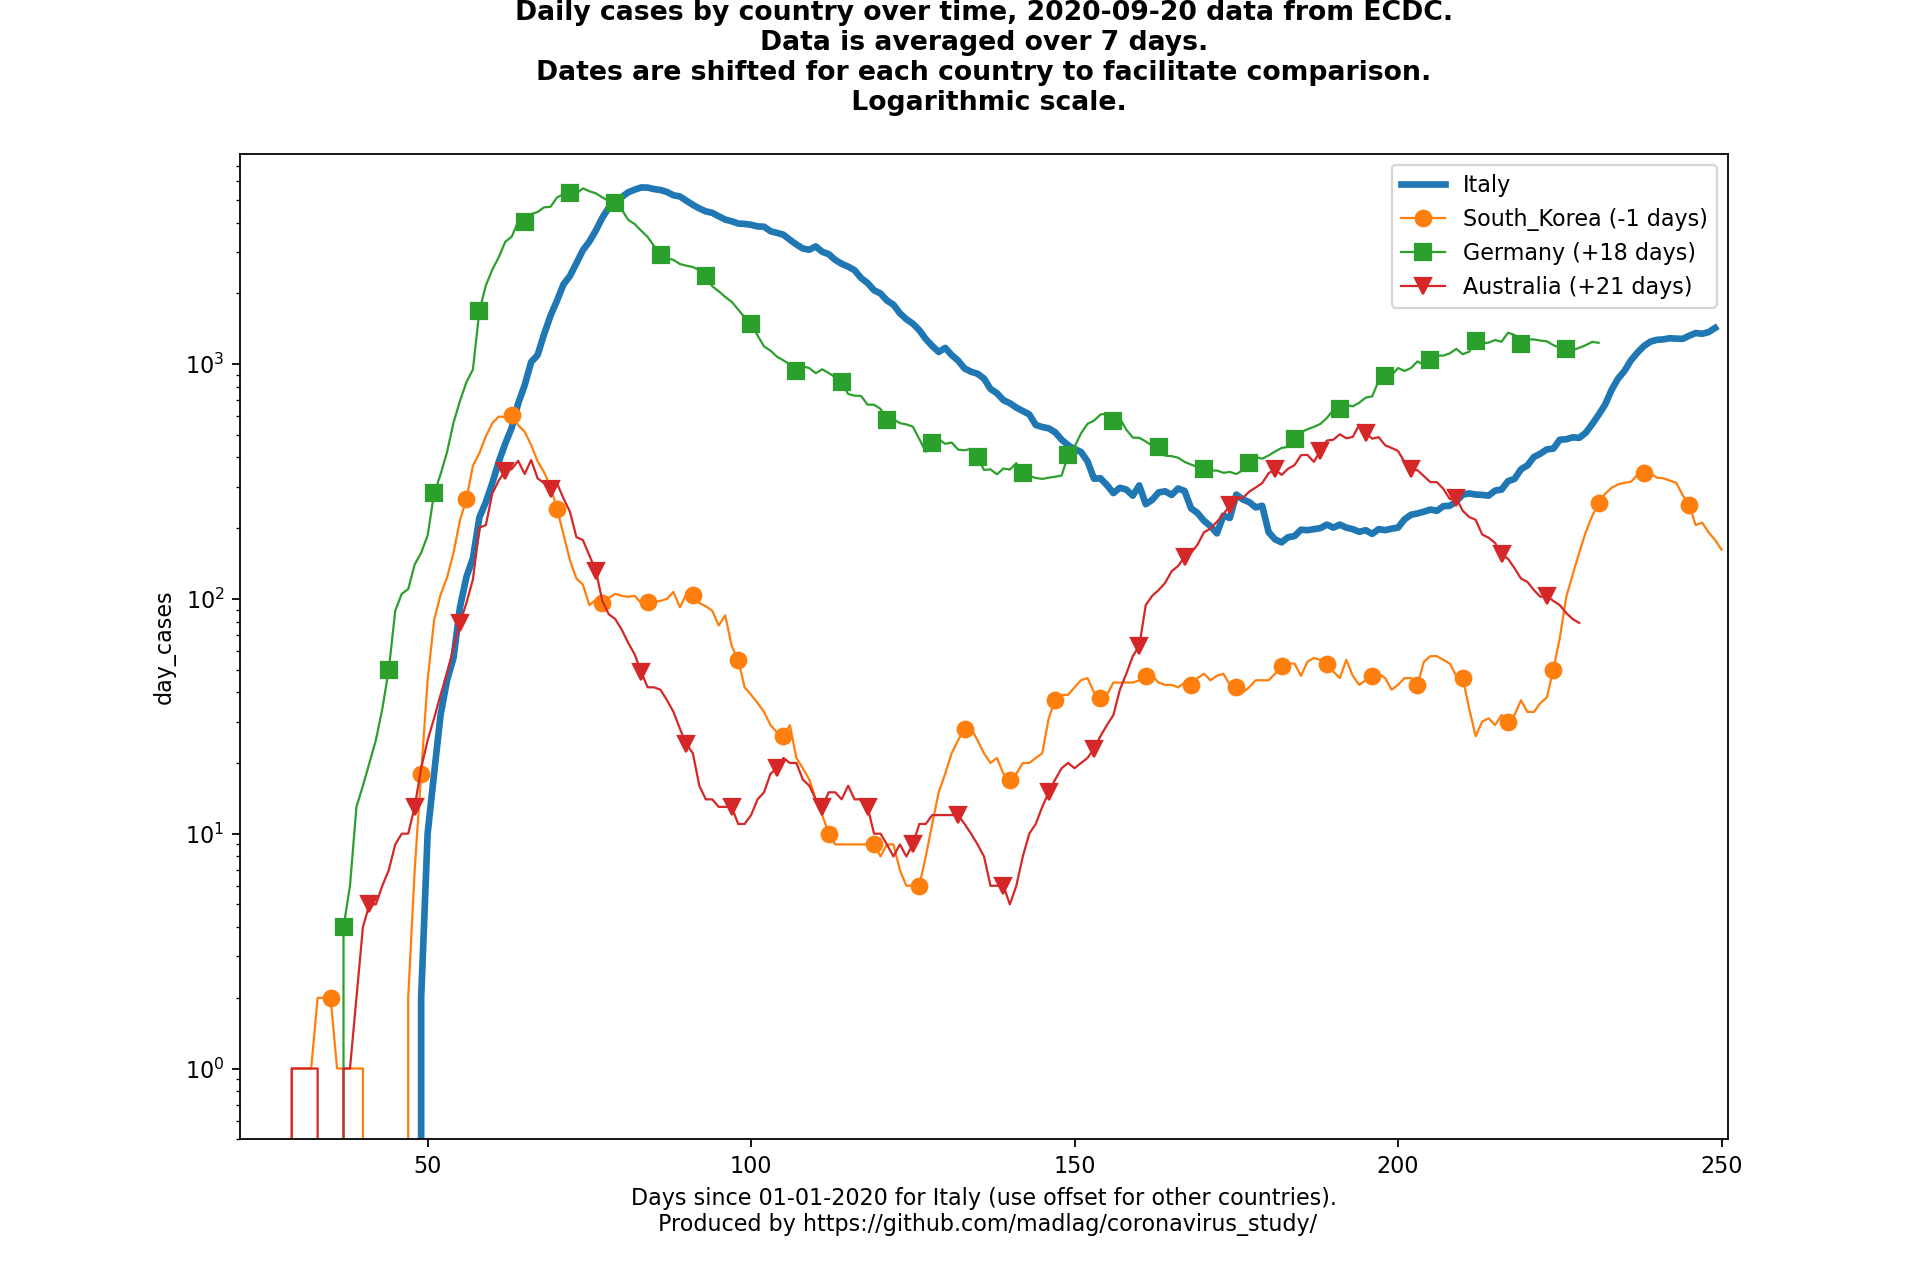 Daily cases by country over time, 2020-09-20 data from ECDC.
Data is averaged over 7 days.
Dates are shifted for each country to facilitate comparison.
Logarithmic scale.
Italy
South_Korea (-1 days)
Germany (+18 days)
Australia (+21 days)
day_cases
10³
10²
10¹
10⁰
50
100
150
200
250
Days since 01-01-2020 for Italy (use offset for other countries).
Produced by https://github.com/madlag/coronavirus_study/